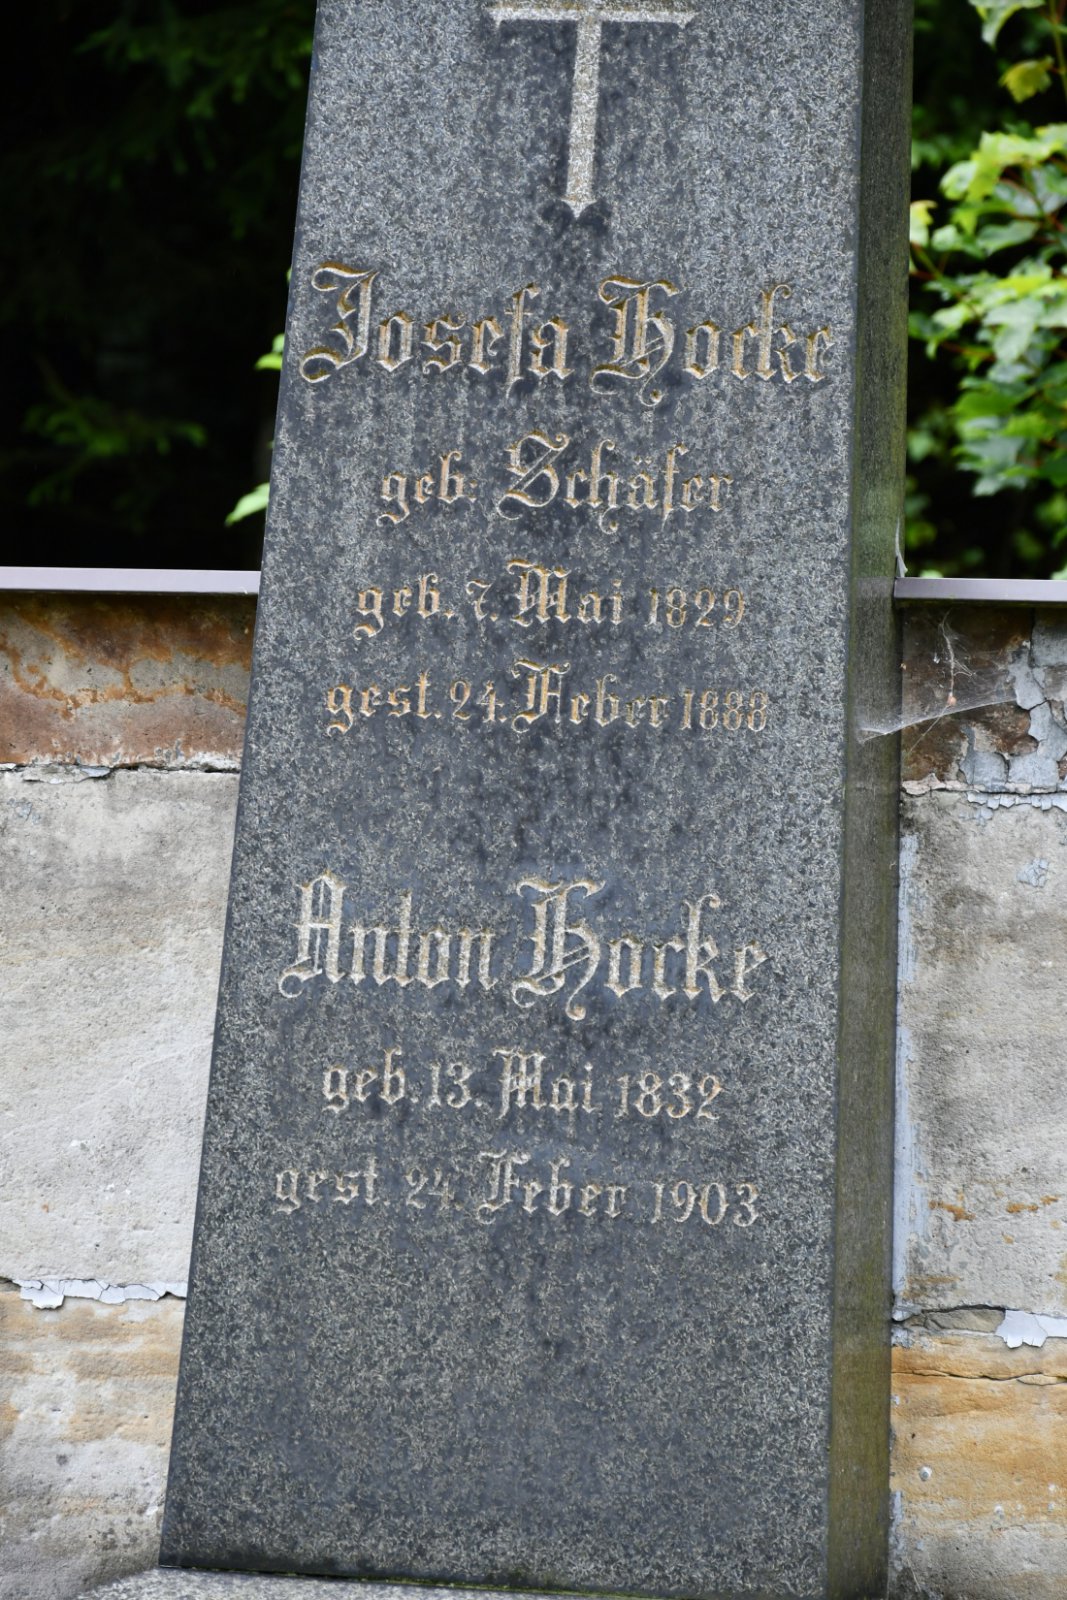 Josefa Hocke
geb. Schäfer
geb. 7. Mai 1829
gest. 24. Feber 1888
Anton Hocke
geb. 13. Mai 1832
gest. 24. Feber 1903